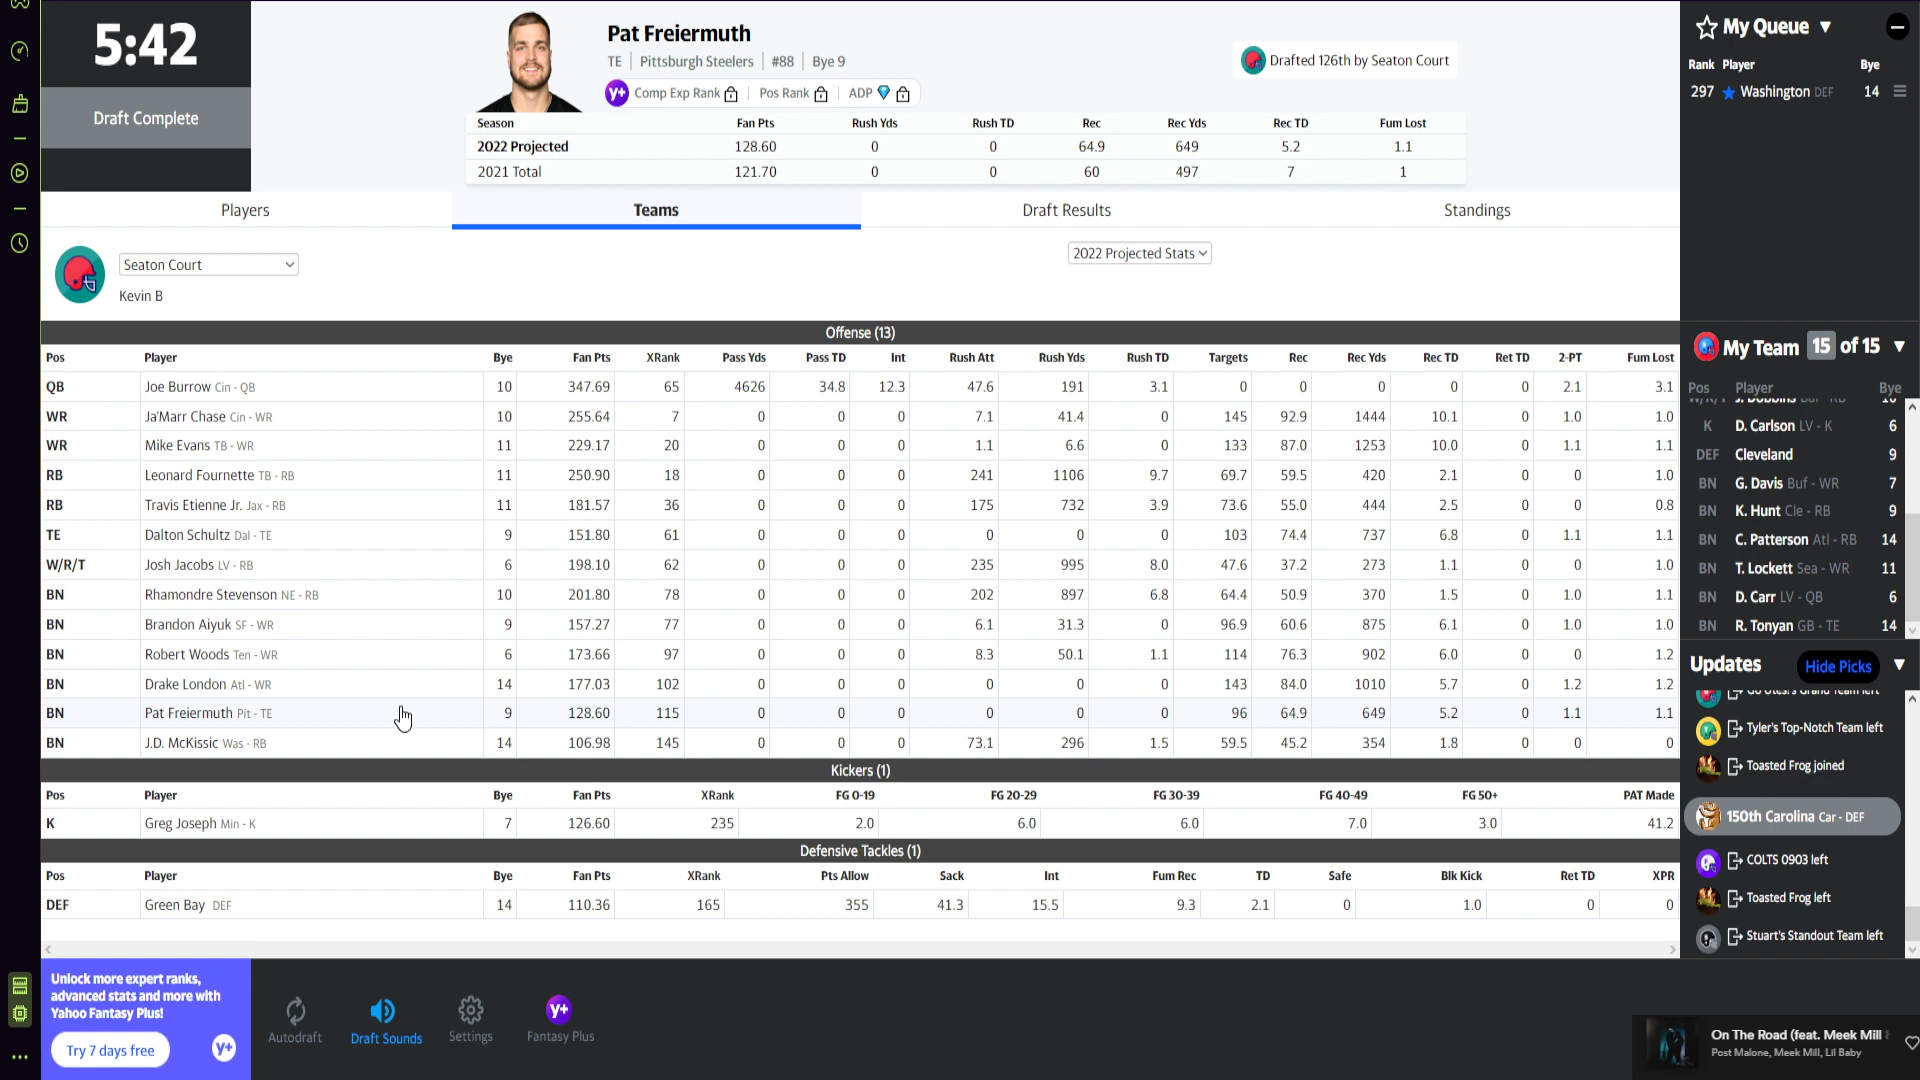 5:42
Draft Complete
Pat Freiermuth
TE | Pittsburgh Steelers | #88 | Bye 9
y+ Comp Exp Rank | Pos Rank | ADP
Drafted 126th by Seaton Court
Season Fan Pts Rush Yds Rush TD Rec Rec Yds Rec TD Fum Lost
2022 Projected 128.60 0 0 64.9 649 5.2 1.1
2021 Total 121.70 0 0 60 497 7 1
Players Teams Draft Results Standings
Seaton Court
Kevin B
2022 Projected Stats
Offense (13)
Pos Player Bye Fan Pts XRank Pass Yds Pass TD Int Rush Att Rush Yds Rush TD Targets Rec Rec Yds Rec TD Ret TD 2-PT Fum Lost
QB Joe Burrow Cin - QB 10 347.69 65 4626 34.8 12.3 47.6 191 3.1 0 0 0 0 0 2.1 3.1
WR Ja'Marr Chase Cin - WR 10 255.64 7 0 0 0 7.1 41.4 0 145 92.9 1444 10.1 0 1.0 1.0
WR Mike Evans TB - WR 11 229.17 20 0 0 0 1.1 6.6 0 133 87.0 1253 10.0 0 1.1 1.1
RB Leonard Fournette TB - RB 11 250.90 18 0 0 0 241 1106 9.7 69.7 59.5 420 2.1 0 0 1.0
RB Travis Etienne Jr. Jax - RB 11 181.57 36 0 0 0 175 732 3.9 73.6 55.0 444 2.5 0 0 0.8
TE Dalton Schultz Dal - TE 9 151.80 61 0 0 0 0 0 0 103 74.4 737 6.8 0 1.1 1.1
W/R/T Josh Jacobs LV - RB 6 198.10 62 0 0 0 235 995 8.0 47.6 37.2 273 1.1 0 0 1.0
BN Rhamondre Stevenson NE - RB 10 201.80 78 0 0 0 202 897 6.8 64.4 50.9 370 1.5 0 1.0 1.1
BN Brandon Aiyuk SF - WR 9 157.27 77 0 0 0 6.1 31.3 0 96.9 60.6 875 6.1 0 1.0 1.0
BN Robert Woods Ten - WR 6 173.66 97 0 0 0 8.3 50.1 1.1 114 76.3 902 6.0 0 0 1.2
BN Drake London Atl - WR 14 177.03 102 0 0 0 0 0 0 143 84.0 1010 5.7 0 1.2 1.2
BN Pat Freiermuth Pit - TE 9 128.60 115 0 0 0 0 0 0 96 64.9 649 5.2 0 1.1 1.1
BN J.D. McKissic Was - RB 14 106.98 145 0 0 0 73.1 296 1.5 59.5 45.2 354 1.8 0 0 0
Kickers (1)
Pos Player Bye Fan Pts XRank FG 0-19 FG 20-29 FG 30-39 FG 40-49 FG 50+ PAT Made
K Greg Joseph Min - K 7 126.60 235 2.0 6.0 6.0 7.0 3.0 41.2
Defensive Tackles (1)
Pos Player Bye Fan Pts XRank Pts Allow Sack Int Fum Rec TD Safe Blk Kick Ret TD XPR
DEF Green Bay DEF 14 110.36 165 355 41.3 15.5 9.3 2.1 0 1.0 0 0
Unlock more expert ranks,
advanced stats and more with
Yahoo Fantasy Plus!
Try 7 days free y+
Autodraft
Draft Sounds
Settings
y+
Fantasy Plus
My Queue
Rank Player Bye
297 Washington DEF 14
My Team 15 of 15
Pos Player Bye
W/R/T J. Dobbins Bal - RB 10
K D. Carlson LV - K 6
DEF Cleveland 9
BN G. Davis Buf - WR 7
BN K. Hunt Cle - RB 9
BN C. Patterson Atl - RB 14
BN T. Lockett Sea - WR 11
BN D. Carr LV - QB 6
BN R. Tonyan GB - TE 14
Updates Hide Picks
Go Utes!'s Grand Team left
Tyler's Top-Notch Team left
Toasted Frog joined
150th Carolina Car - DEF
COLTS 0903 left
Toasted Frog left
Stuart's Standout Team left
On The Road (feat. Meek Mill
Post Malone, Meek Mill, Lil Baby